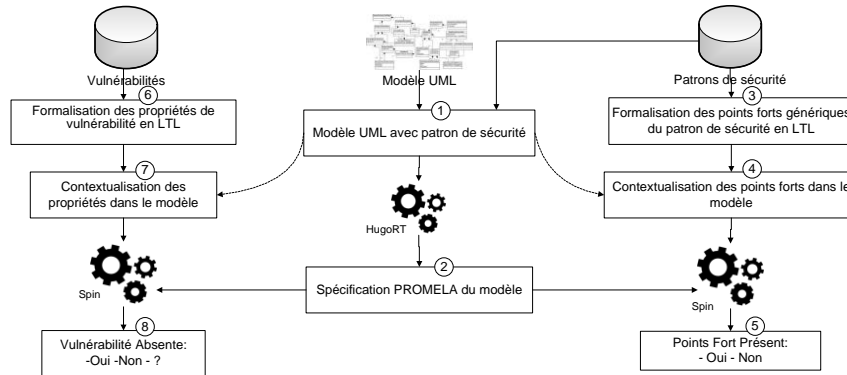 Vulnérabilités
Modèle UML
Patrons de sécurité
6
Formalisation des propriétés de
vulnérabilité en LTL
1
Modèle UML avec patron de sécurité
3
Formalisation des points forts génériques
du patron de sécurité en LTL
7
Contextualisation des
propriétés dans le modèle
HugoRT
4
Contextualisation des points forts dans le
modèle
Spin
2
Spécification PROMELA du modèle
Spin
8
Vulnérabilité Absente:
-Oui -Non - ?
5
Points Fort Présent:
- Oui - Non